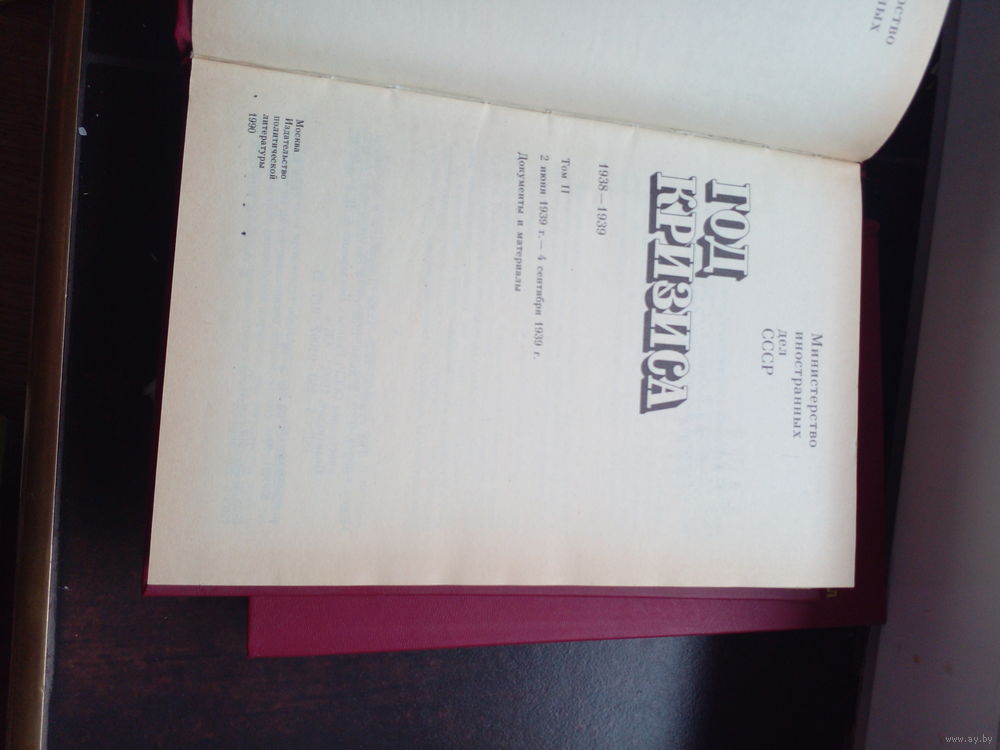 Министерство
иностранных
дел
СССР
ГОД
КРИЗИСА
1938—1939
Том II
2 июня 1939 г.— 4 сентября 1939 г.
Документы и материалы
Москва
Издательство
политической
литературы
1990
www.ay.by